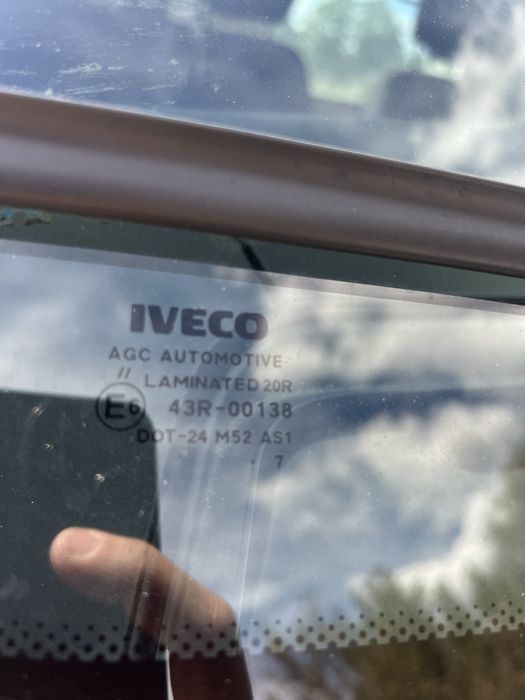 IVECO
AGC AUTOMOTIVE
// LAMINATED 20R
E6 43R-00138
DOT-24 M52 AS1
. 7